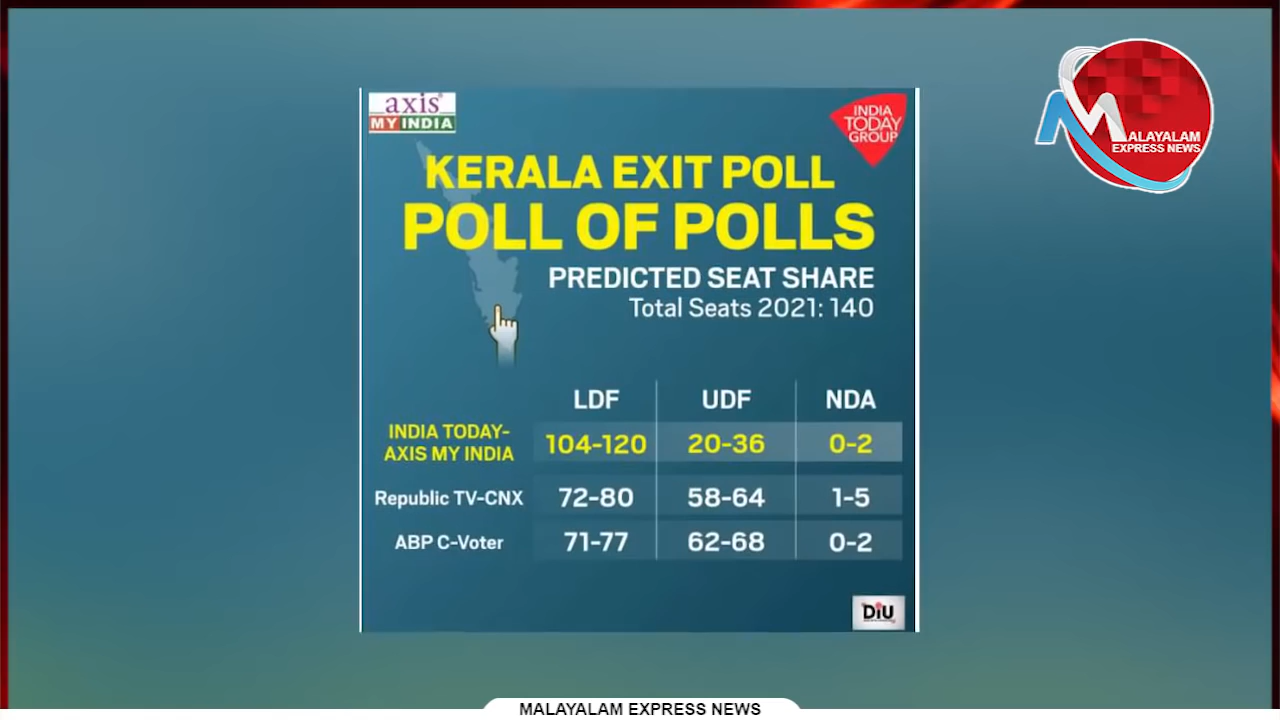 axis
MY INDIA
INDIA
TODAY
GROUP
ALAYALAM
EXPRESS NEWS
KERALA EXIT POLL
POLL OF POLLS
PREDICTED SEAT SHARE
Total Seats 2021: 140
LDF UDF NDA
INDIA TODAY-
AXIS MY INDIA 104-120 20-36 0-2
Republic TV-CNX 72-80 58-64 1-5
ABP C-Voter 71-77 62-68 0-2
DIU
MALAYALAM EXPRESS NEWS